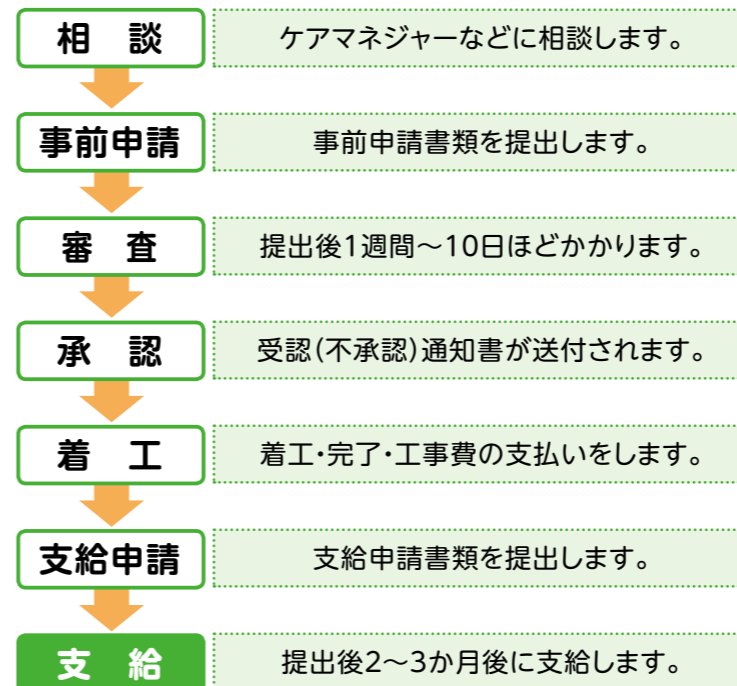 相　談
ケアマネジャーなどに相談します。
事前申請
事前申請書類を提出します。
審　査
提出後1週間～10日ほどかかります。
承　認
受認（不承認）通知書が送付されます。
着　工
着工・完了・工事費の支払いをします。
支給申請
支給申請書類を提出します。
支　給
提出後2～3か月後に支給します。